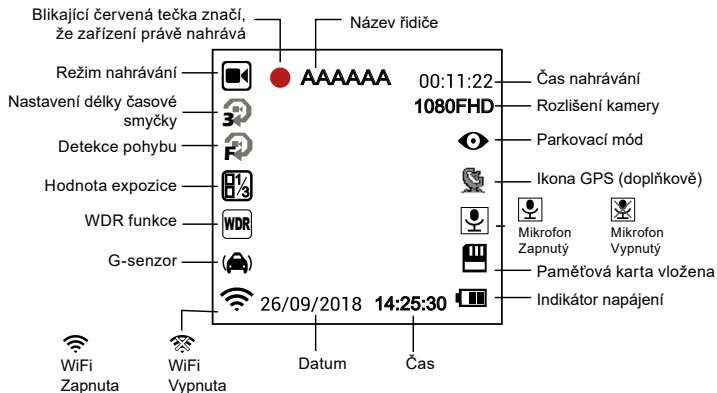 Blikající červená tečka značí,
že zařízení právě nahrává
Název řidiče
Režim nahrávání
AAAAAA
00:11:22
Čas nahrávání
Nastavení délky časové
smyčky
3
1080FHD
Rozlišení kamery
Detekce pohybu
F
Parkovací mód
Hodnota expozice
1/3
Ikona GPS (doplňkově)
WDR funkce
WDR
Mikrofon
Zapnutý
Mikrofon
Vypnutý
G-senzor
Paměťová karta vložena
26/09/2018
14:25:30
Indikátor napájení
WiFi
Zapnuta
WiFi
Vypnuta
Datum
Čas